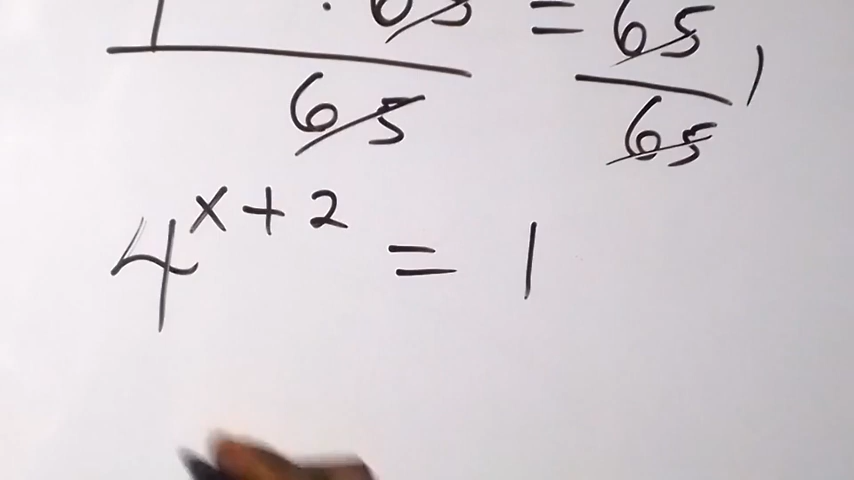 · 65 = 65
65 65 1
4^{x+2} = 1